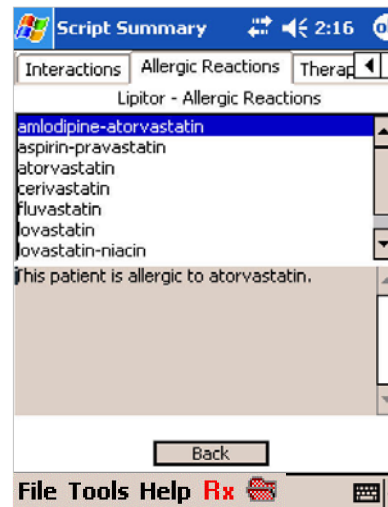 Script Summary 2:16
Interactions Allergic Reactions Therap
Lipitor - Allergic Reactions
amlodipine-atorvastatin
aspirin-pravastatin
atorvastatin
cerivastatin
fluvastatin
lovastatin
lovastatin-niacin
This patient is allergic to atorvastatin.
Back
File Tools Help Rx